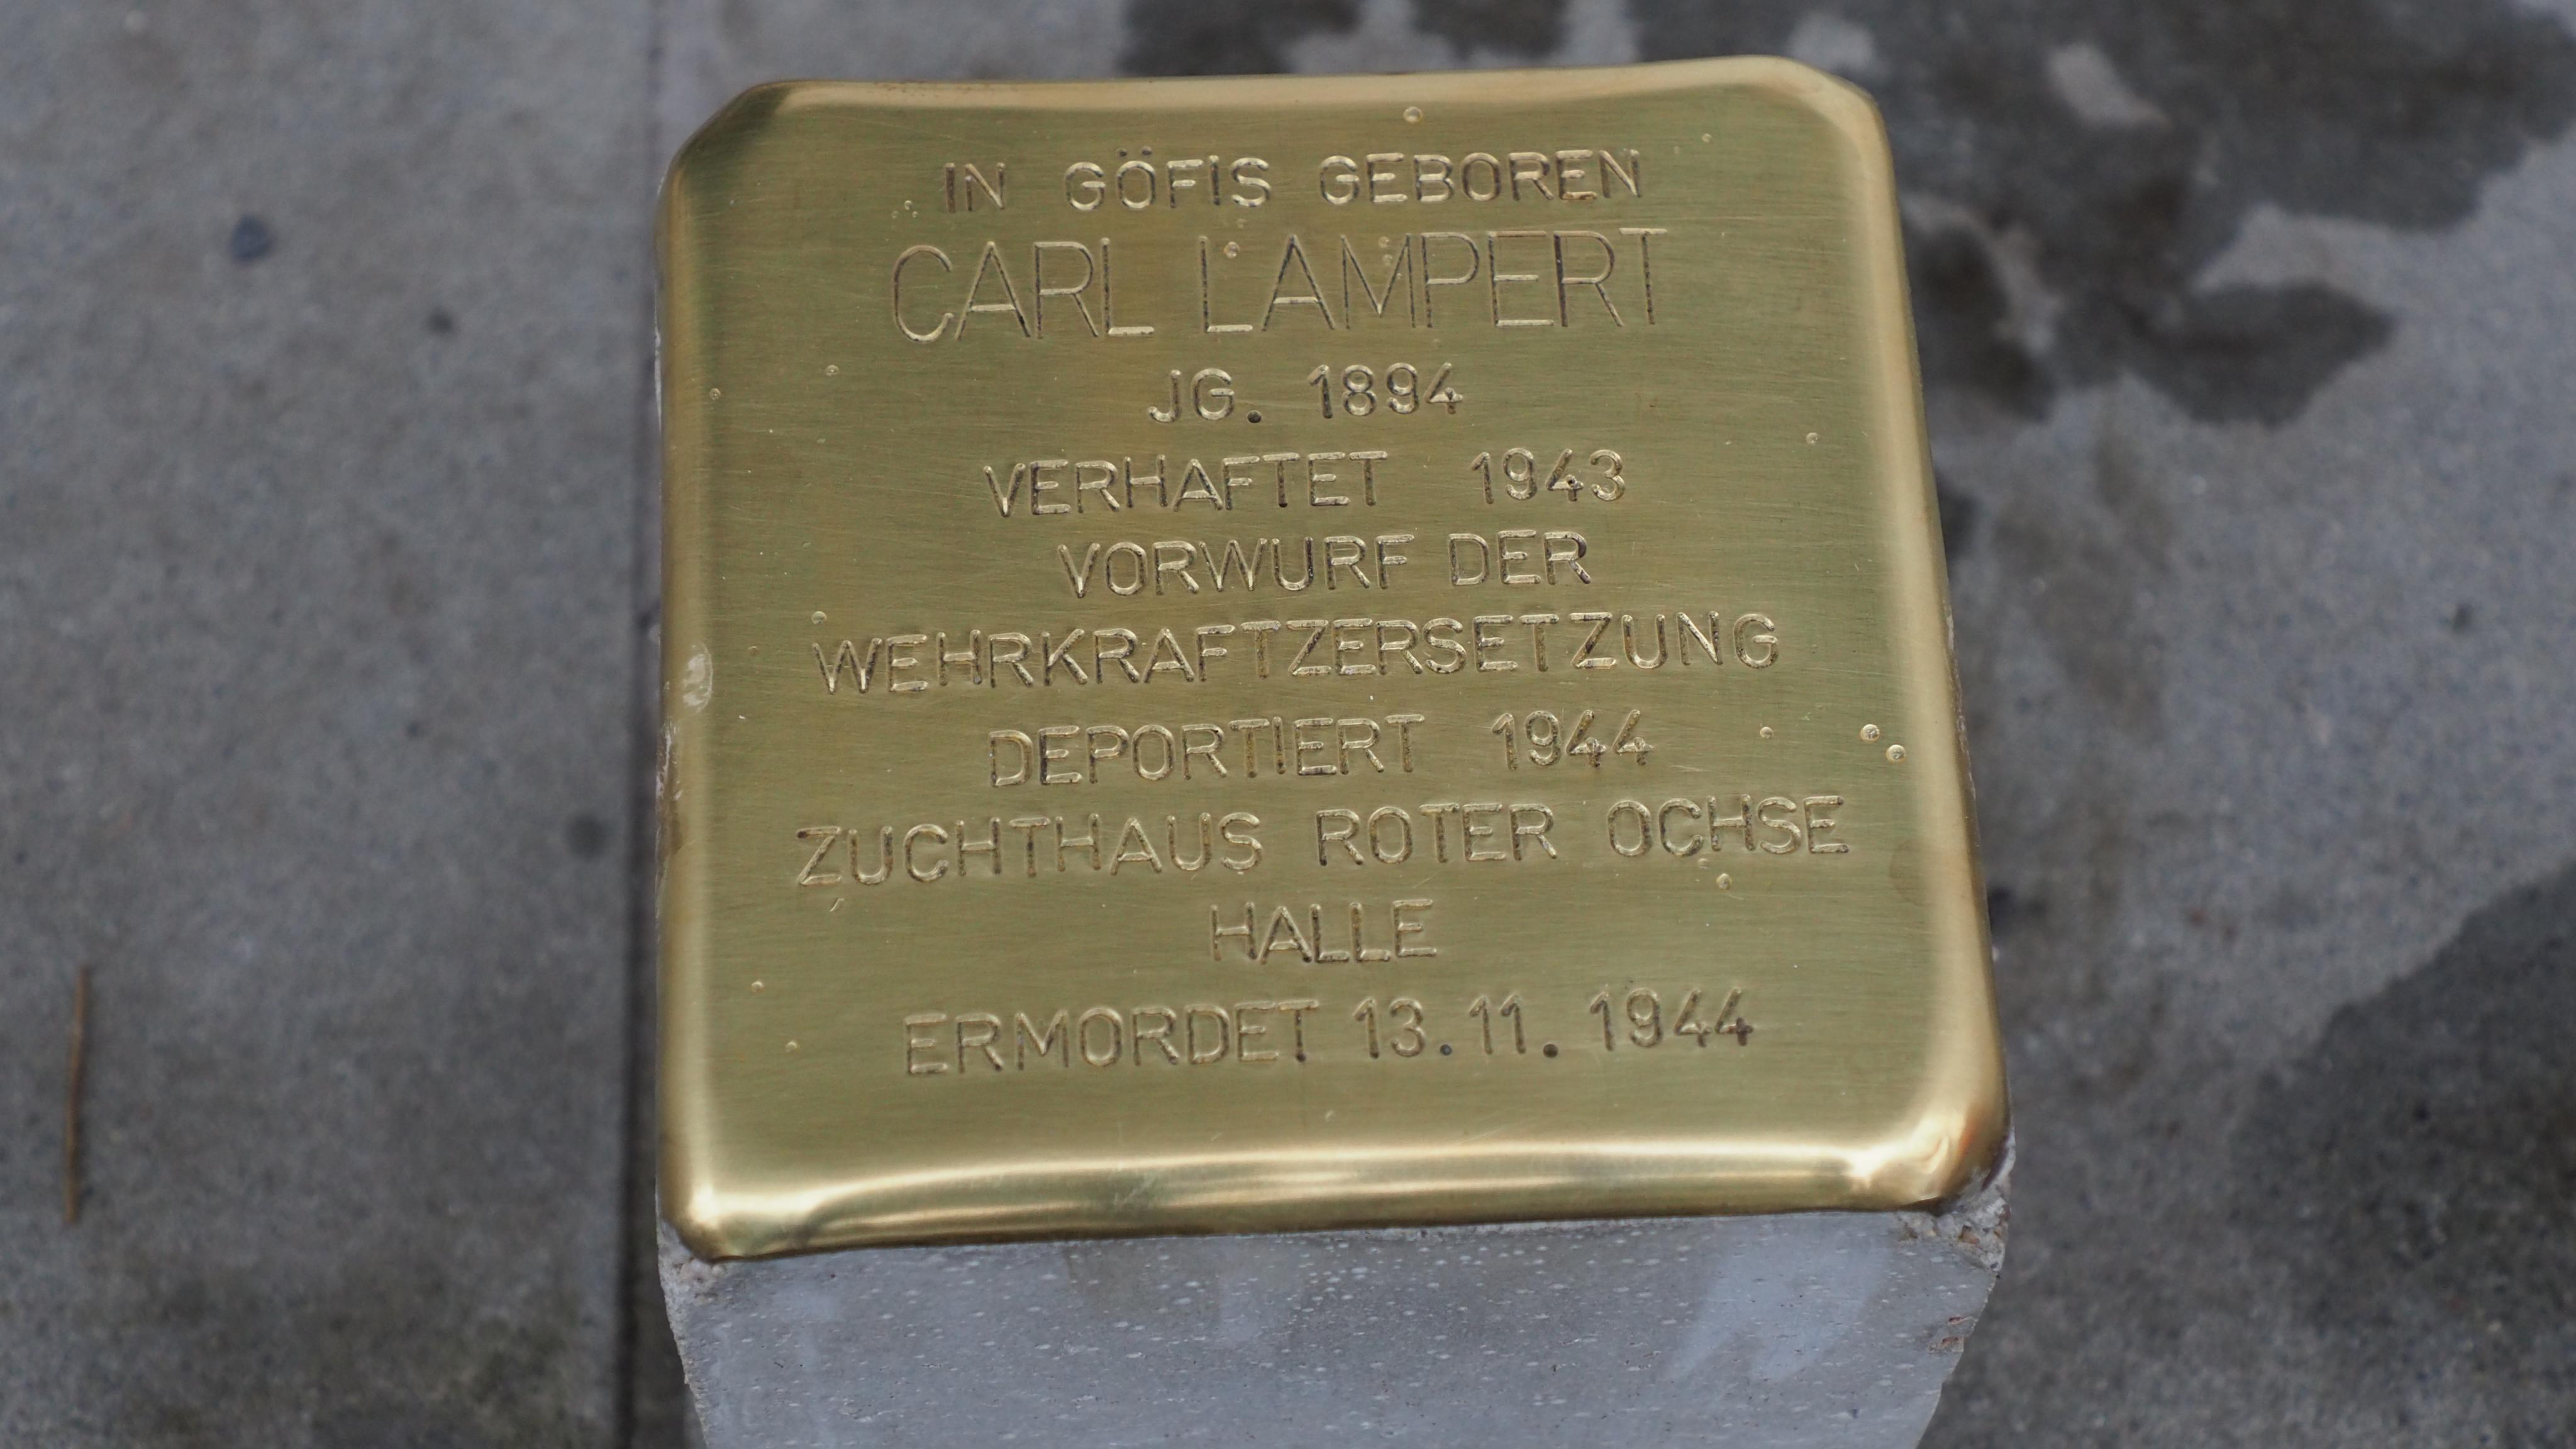 IN GÖFIS GEBOREN
CARL LAMPERT
JG. 1894
VERHAFTET 1943
VORWURF DER
WEHRKRAFTZERSETZUNG
DEPORTIERT 1944
ZUCHTHAUS ROTER OCHSE
HALLE
ERMORDET 13.11.1944